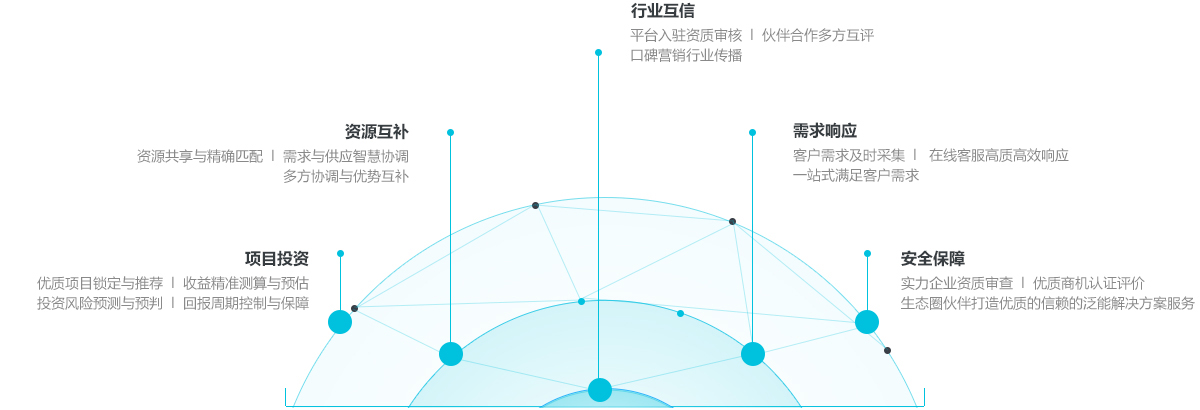 行业互信
平台入驻资质审核 | 伙伴合作多方互评
口碑营销行业传播
资源互补
资源共享与精确匹配 | 需求与供应智慧协调
多方协调与优势互补
需求响应
客户需求及时采集 | 在线客服高质高效响应
一站式满足客户需求
项目投资
优质项目锁定与推荐 | 收益精准测算与预估
投资风险预测与预判 | 回报周期控制与保障
安全保障
实力企业资质审查 | 优质商机认证评价
生态圈伙伴打造优质的信赖的泛能解决方案服务